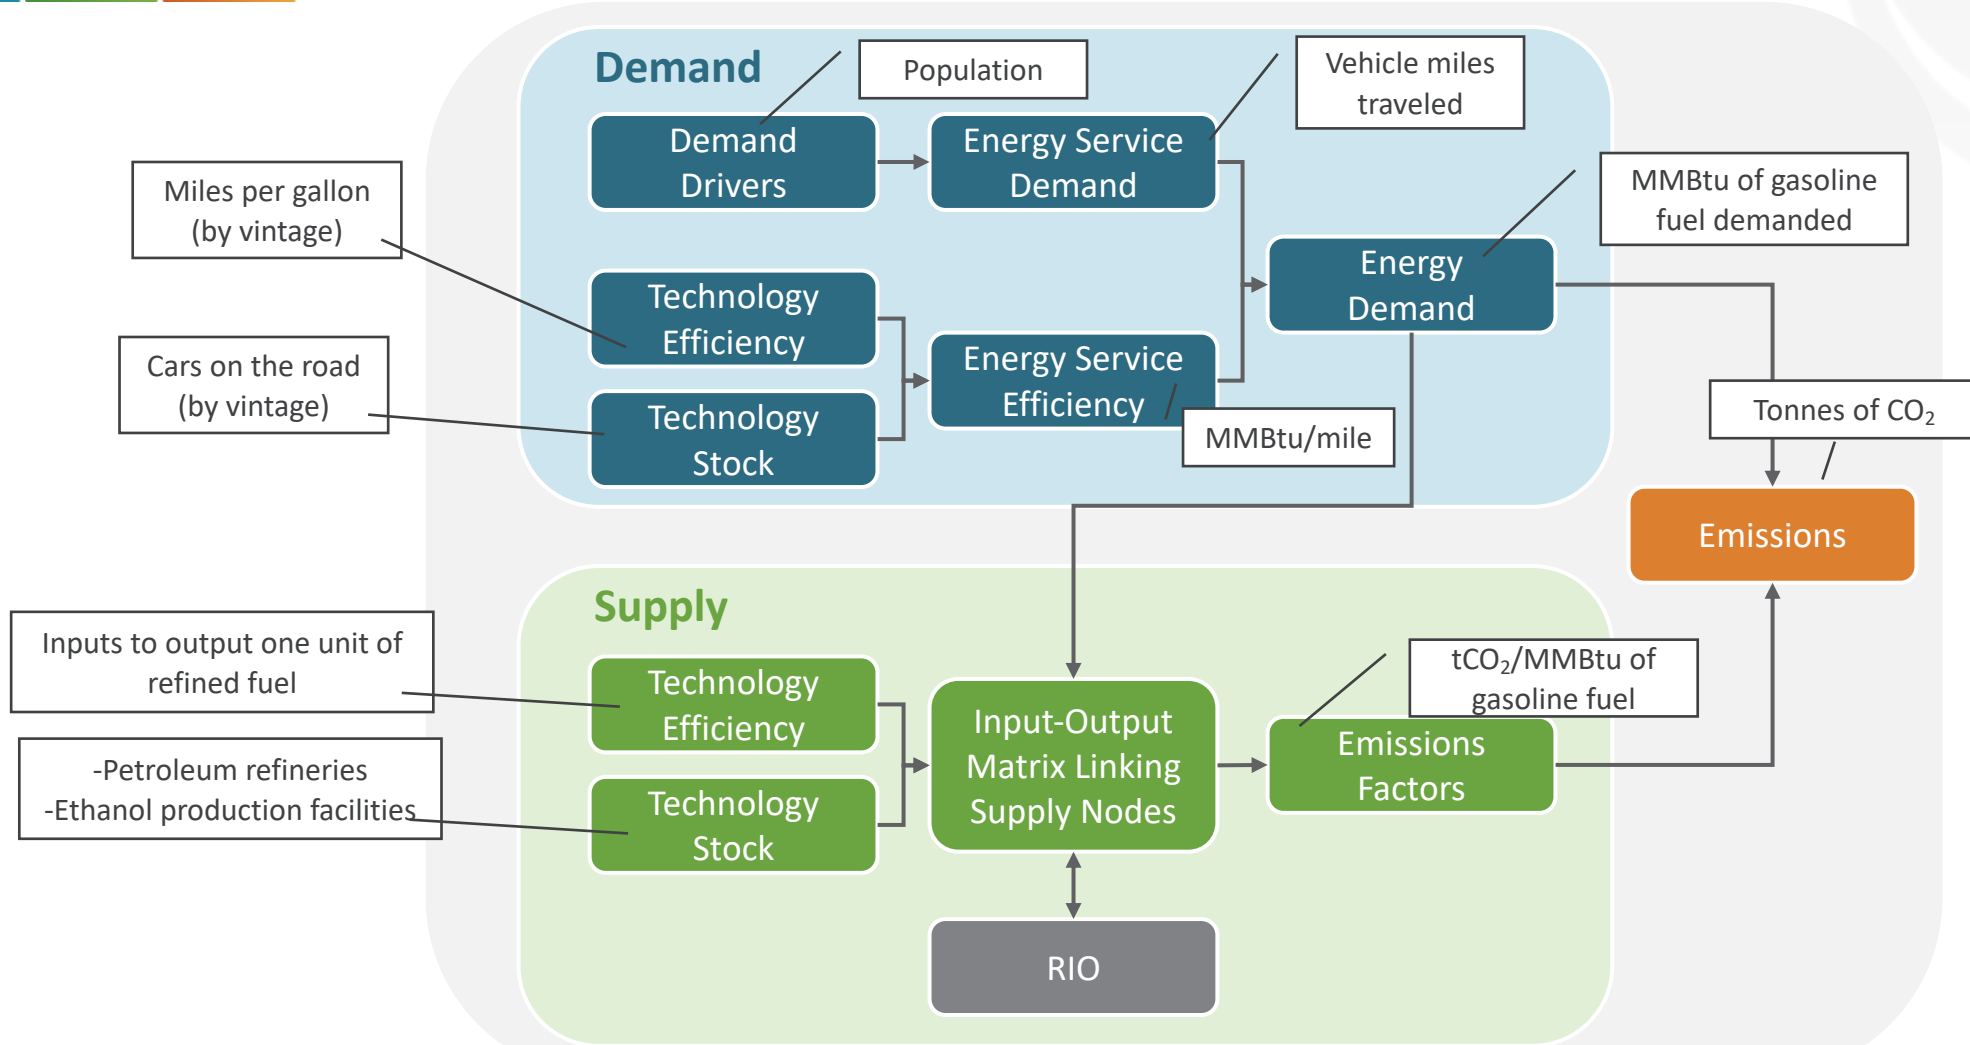 Demand
Population
Vehicle miles
traveled
Demand
Drivers
Energy Service
Demand
Miles per gallon
(by vintage)
MMBtu of gasoline
fuel demanded
Technology
Efficiency
Energy
Demand
Cars on the road
(by vintage)
Energy Service
Efficiency
Technology
Stock
MMBtu/mile
Tonnes of CO₂
Emissions
Supply
Inputs to output one unit of
refined fuel
tCO₂/MMBtu of
gasoline fuel
Technology
Efficiency
Input-Output
Matrix Linking
Supply Nodes
Emissions
Factors
-Petroleum refineries
-Ethanol production facilities
Technology
Stock
RIO